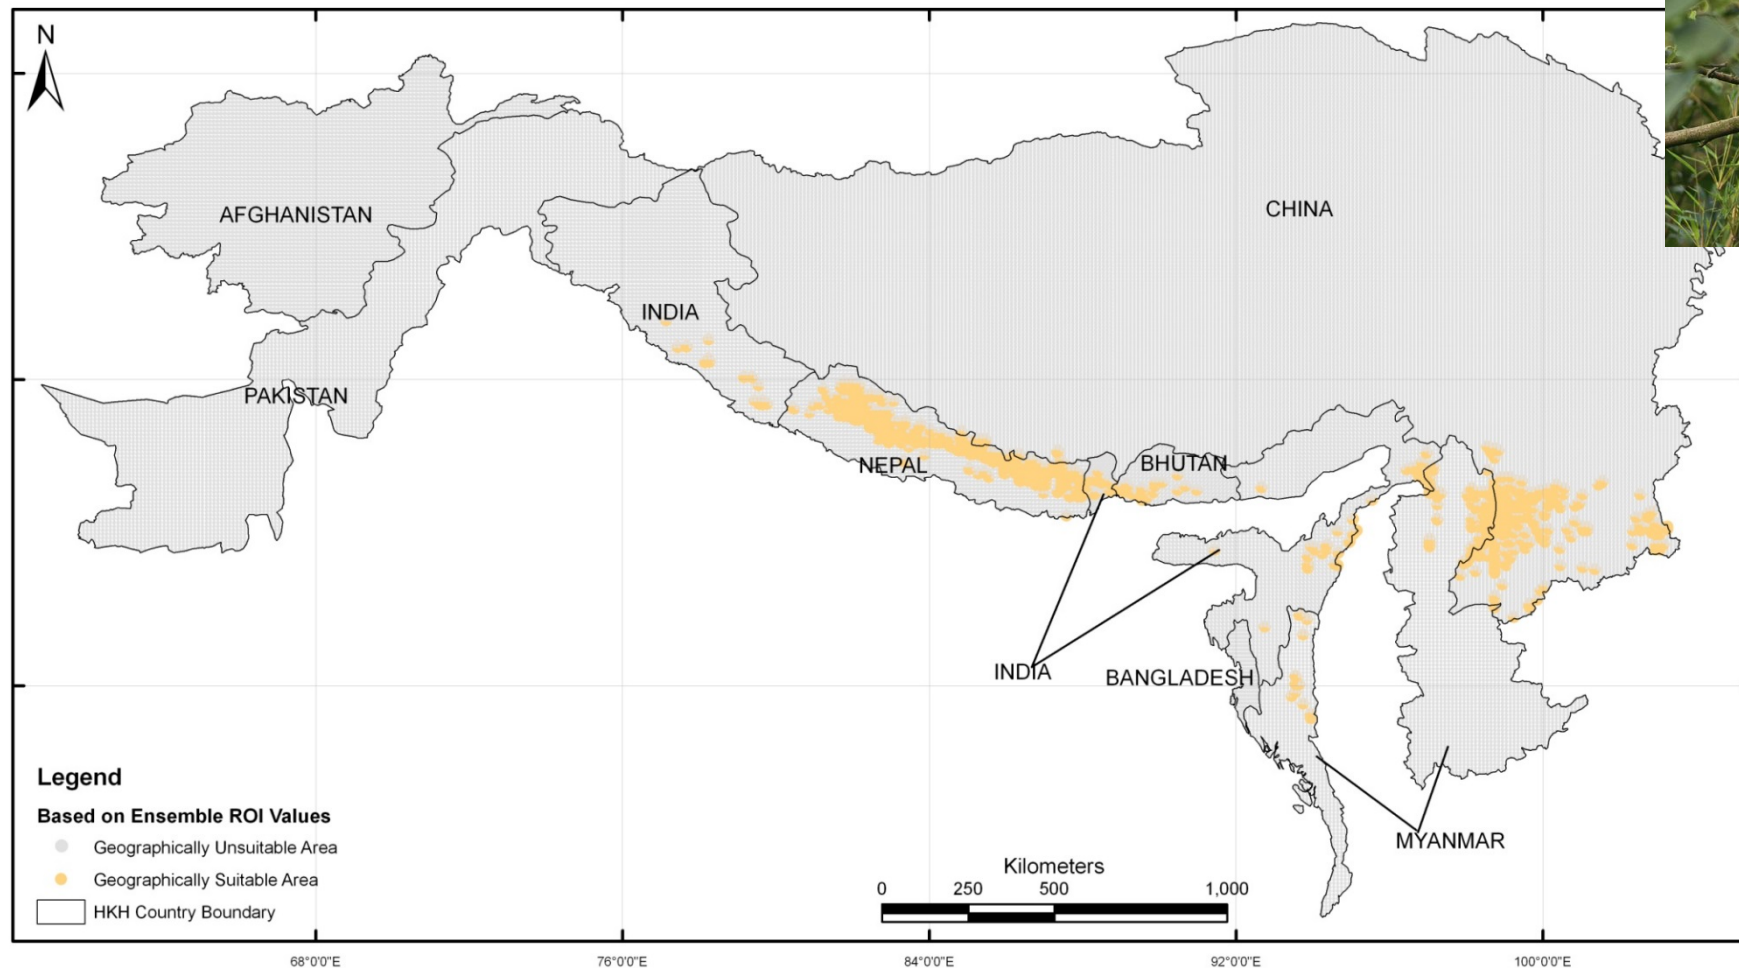 N
AFGHANISTAN
CHINA
INDIA
PAKISTAN
NEPAL
BHUTAN
INDIA
BANGLADESH
MYANMAR
Legend
Based on Ensemble ROI Values
Geographically Unsuitable Area
Geographically Suitable Area
HKH Country Boundary
Kilometers
0 250 500 1,000
68°0'0"E 76°0'0"E 84°0'0"E 92°0'0"E 100°0'0"E